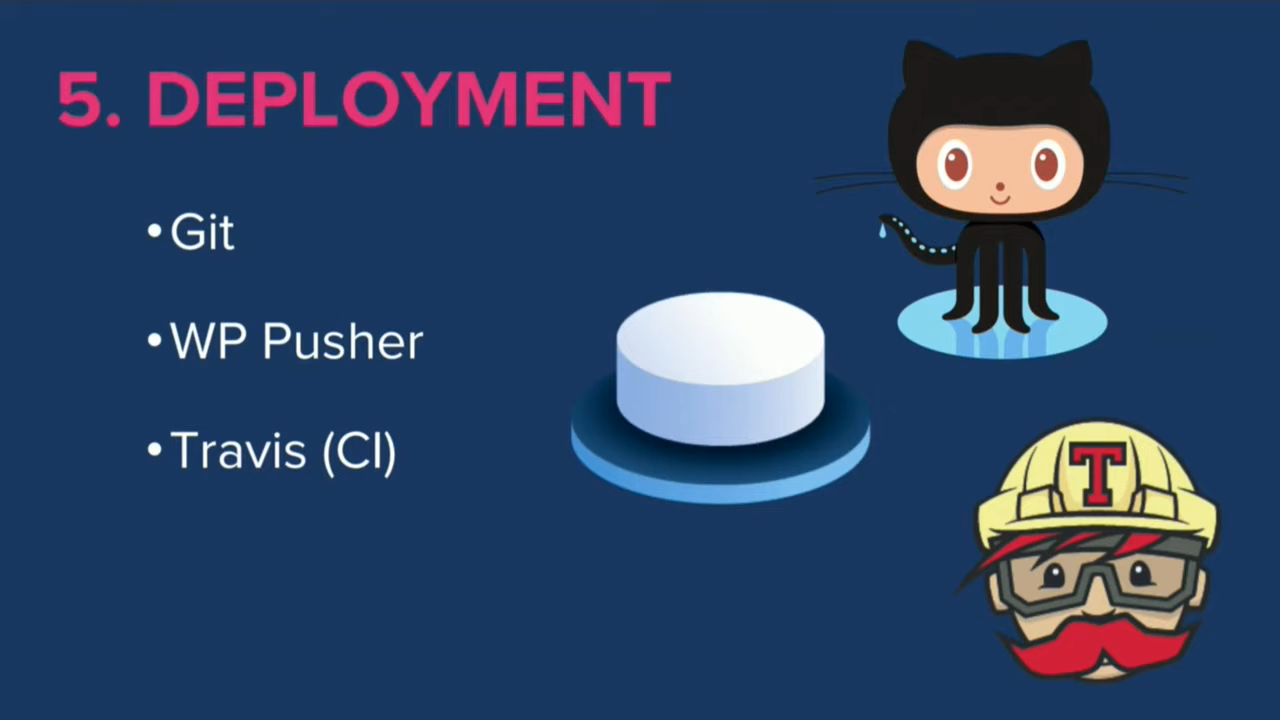 5. DEPLOYMENT
•Git
•WP Pusher
•Travis (CI)
T